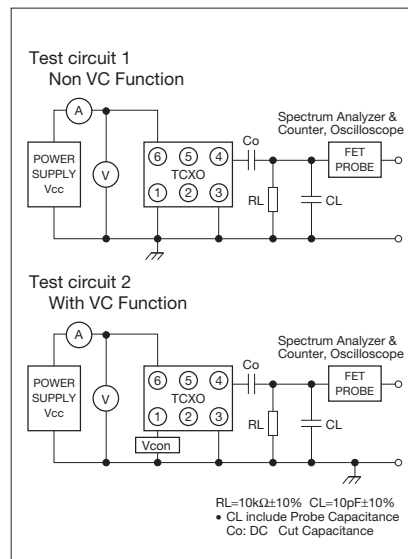 Test circuit 1
Non VC Function
A
POWER
SUPPLY
Vcc
V
6 5 4
TCXO
1 2 3
Co
RL
CL
Spectrum Analyzer &
Counter, Oscilloscope
FET
PROBE
Test circuit 2
With VC Function
A
POWER
SUPPLY
Vcc
V
6 5 4
TCXO
1 2 3
Vcon
Co
RL
CL
Spectrum Analyzer &
Counter, Oscilloscope
FET
PROBE
RL=10kΩ±10% CL=10pF±10%
• CL include Probe Capacitance
Co: DC Cut Capacitance